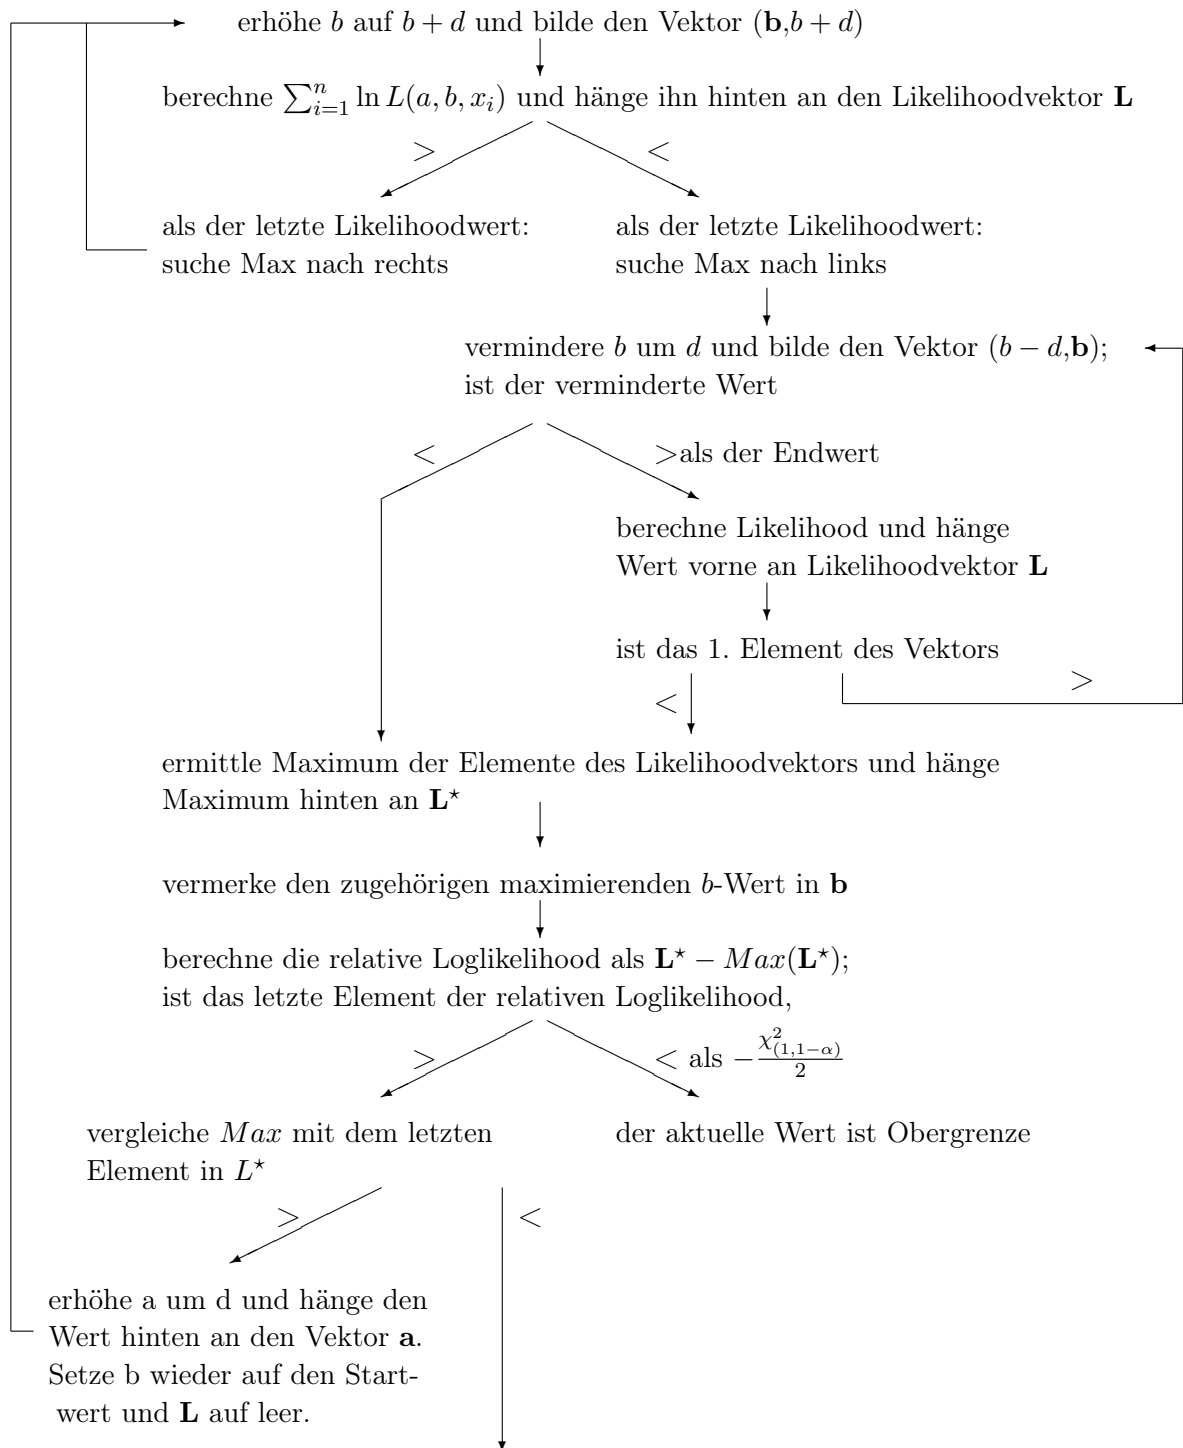 erhöhe b auf b + d und bilde den Vektor (b,b + d)
berechne ∑ⁿᵢ₌₁ ln L(a, b, xᵢ) und hänge ihn hinten an den Likelihoodvektor L
> <
als der letzte Likelihoodwert: als der letzte Likelihoodwert:
suche Max nach rechts suche Max nach links
vermindere b um d und bilde den Vektor (b − d,b);
ist der verminderte Wert
< >als der Endwert
berechne Likelihood und hänge
Wert vorne an Likelihoodvektor L
ist das 1. Element des Vektors
< >
ermittle Maximum der Elemente des Likelihoodvektors und hänge
Maximum hinten an L⋆
vermerke den zugehörigen maximierenden b-Wert in b
berechne die relative Loglikelihood als L⋆ − Max(L⋆);
ist das letzte Element der relativen Loglikelihood,
> < als −χ²₍₁,₁₋α₎/2
vergleiche Max mit dem letzten der aktuelle Wert ist Obergrenze
Element in L⋆
> <
erhöhe a um d und hänge den
Wert hinten an den Vektor a.
Setze b wieder auf den Start-
wert und L auf leer.